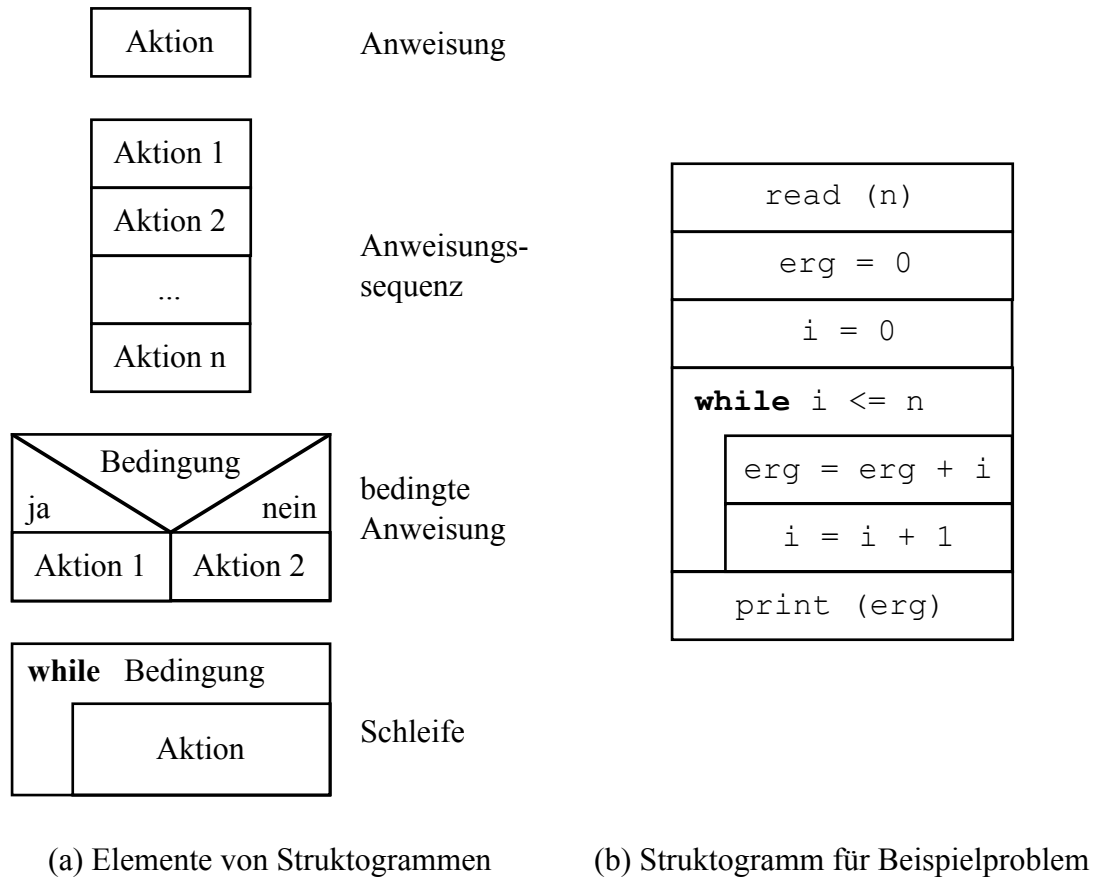 Aktion
Anweisung
Aktion 1
Aktion 2
...
Aktion n
Anweisungs-
sequenz
Bedingung
ja
nein
Aktion 1
Aktion 2
bedingte
Anweisung
while Bedingung
Aktion
Schleife
(a) Elemente von Struktogrammen
read (n)
erg = 0
i = 0
while i <= n
erg = erg + i
i = i + 1
print (erg)
(b) Struktogramm für Beispielproblem